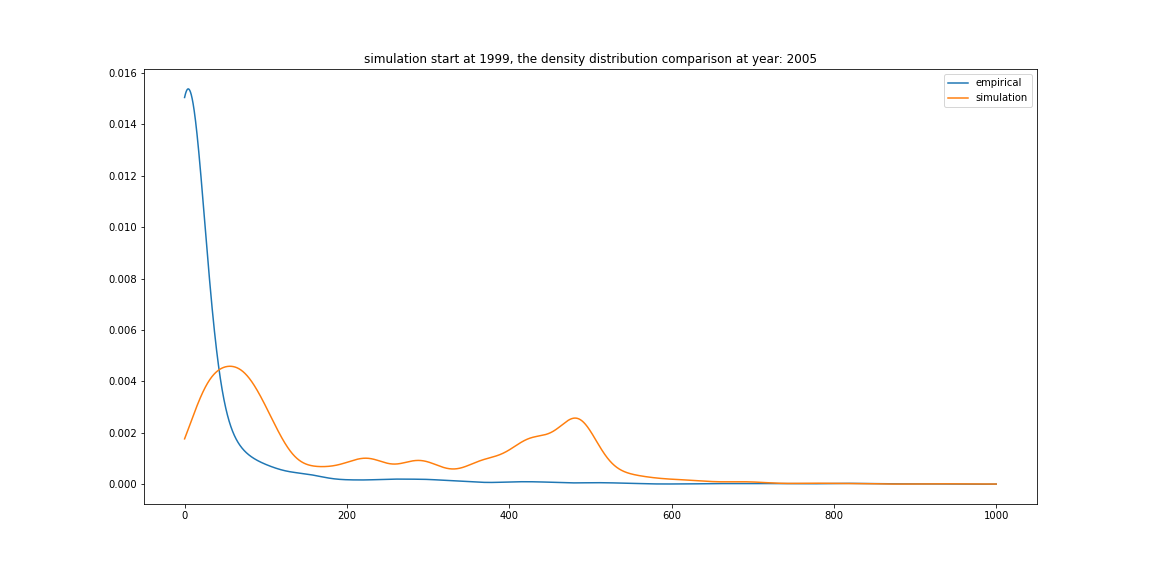 simulation start at 1999, the density distribution comparison at year: 2005
empirical
simulation
0.016
0.014
0.012
0.010
0.008
0.006
0.004
0.002
0.000
0 200 400 600 800 1000